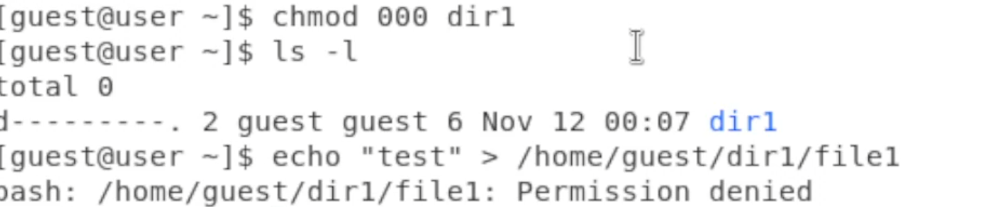 [guest@user ~]$ chmod 000 dir1
[guest@user ~]$ ls -l
total 0
d---------. 2 guest guest 6 Nov 12 00:07 dir1
[guest@user ~]$ echo "test" > /home/guest/dir1/file1
bash: /home/guest/dir1/file1: Permission denied